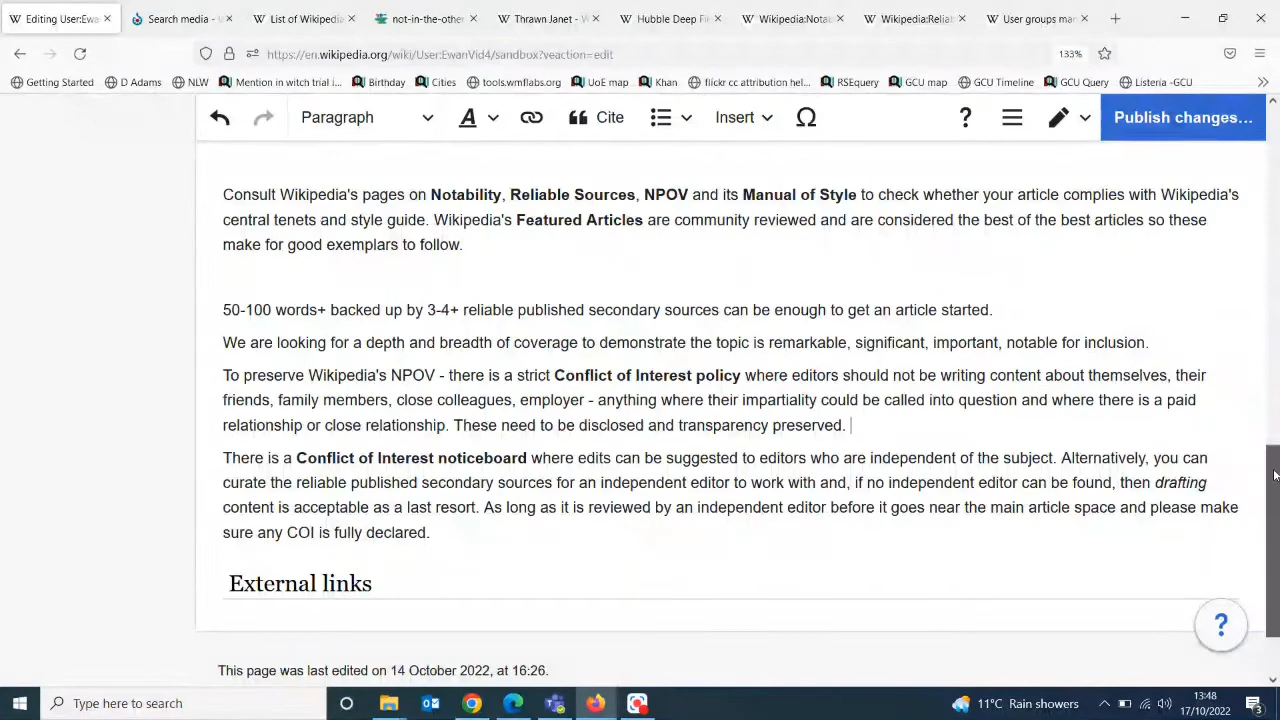 Editing User:Ewa
Search media -
List of Wikipedia
not-in-the-other
Thrawn Janet - W
Hubble Deep Fi
Wikipedia:Nota
Wikipedia:Relia
User groups ma
https://en.wikipedia.org/wiki/User:EwanVid4/sandbox?veaction=edit
133%
Getting Started D Adams NLW Mention in witch trial i... Birthday Cities tools.wmflabs.org UoE map Khan flickr cc attribution hel... RSEquery GCU map GCU Timeline GCU Query Listeria -GCU
Paragraph A Cite Insert Ω ? Publish changes...
Consult Wikipedia's pages on Notability, Reliable Sources, NPOV and its Manual of Style to check whether your article complies with Wikipedia's
central tenets and style guide. Wikipedia's Featured Articles are community reviewed and are considered the best of the best articles so these
make for good exemplars to follow.
50-100 words+ backed up by 3-4+ reliable published secondary sources can be enough to get an article started.
We are looking for a depth and breadth of coverage to demonstrate the topic is remarkable, significant, important, notable for inclusion.
To preserve Wikipedia's NPOV - there is a strict Conflict of Interest policy where editors should not be writing content about themselves, their
friends, family members, close colleagues, employer - anything where their impartiality could be called into question and where there is a paid
relationship or close relationship. These need to be disclosed and transparency preserved.
There is a Conflict of Interest noticeboard where edits can be suggested to editors who are independent of the subject. Alternatively, you can
curate the reliable published secondary sources for an independent editor to work with and, if no independent editor can be found, then drafting
content is acceptable as a last resort. As long as it is reviewed by an independent editor before it goes near the main article space and please make
sure any COI is fully declared.
External links
?
This page was last edited on 14 October 2022, at 16:26.
Type here to search
11°C Rain showers
13:48
17/10/2022
3